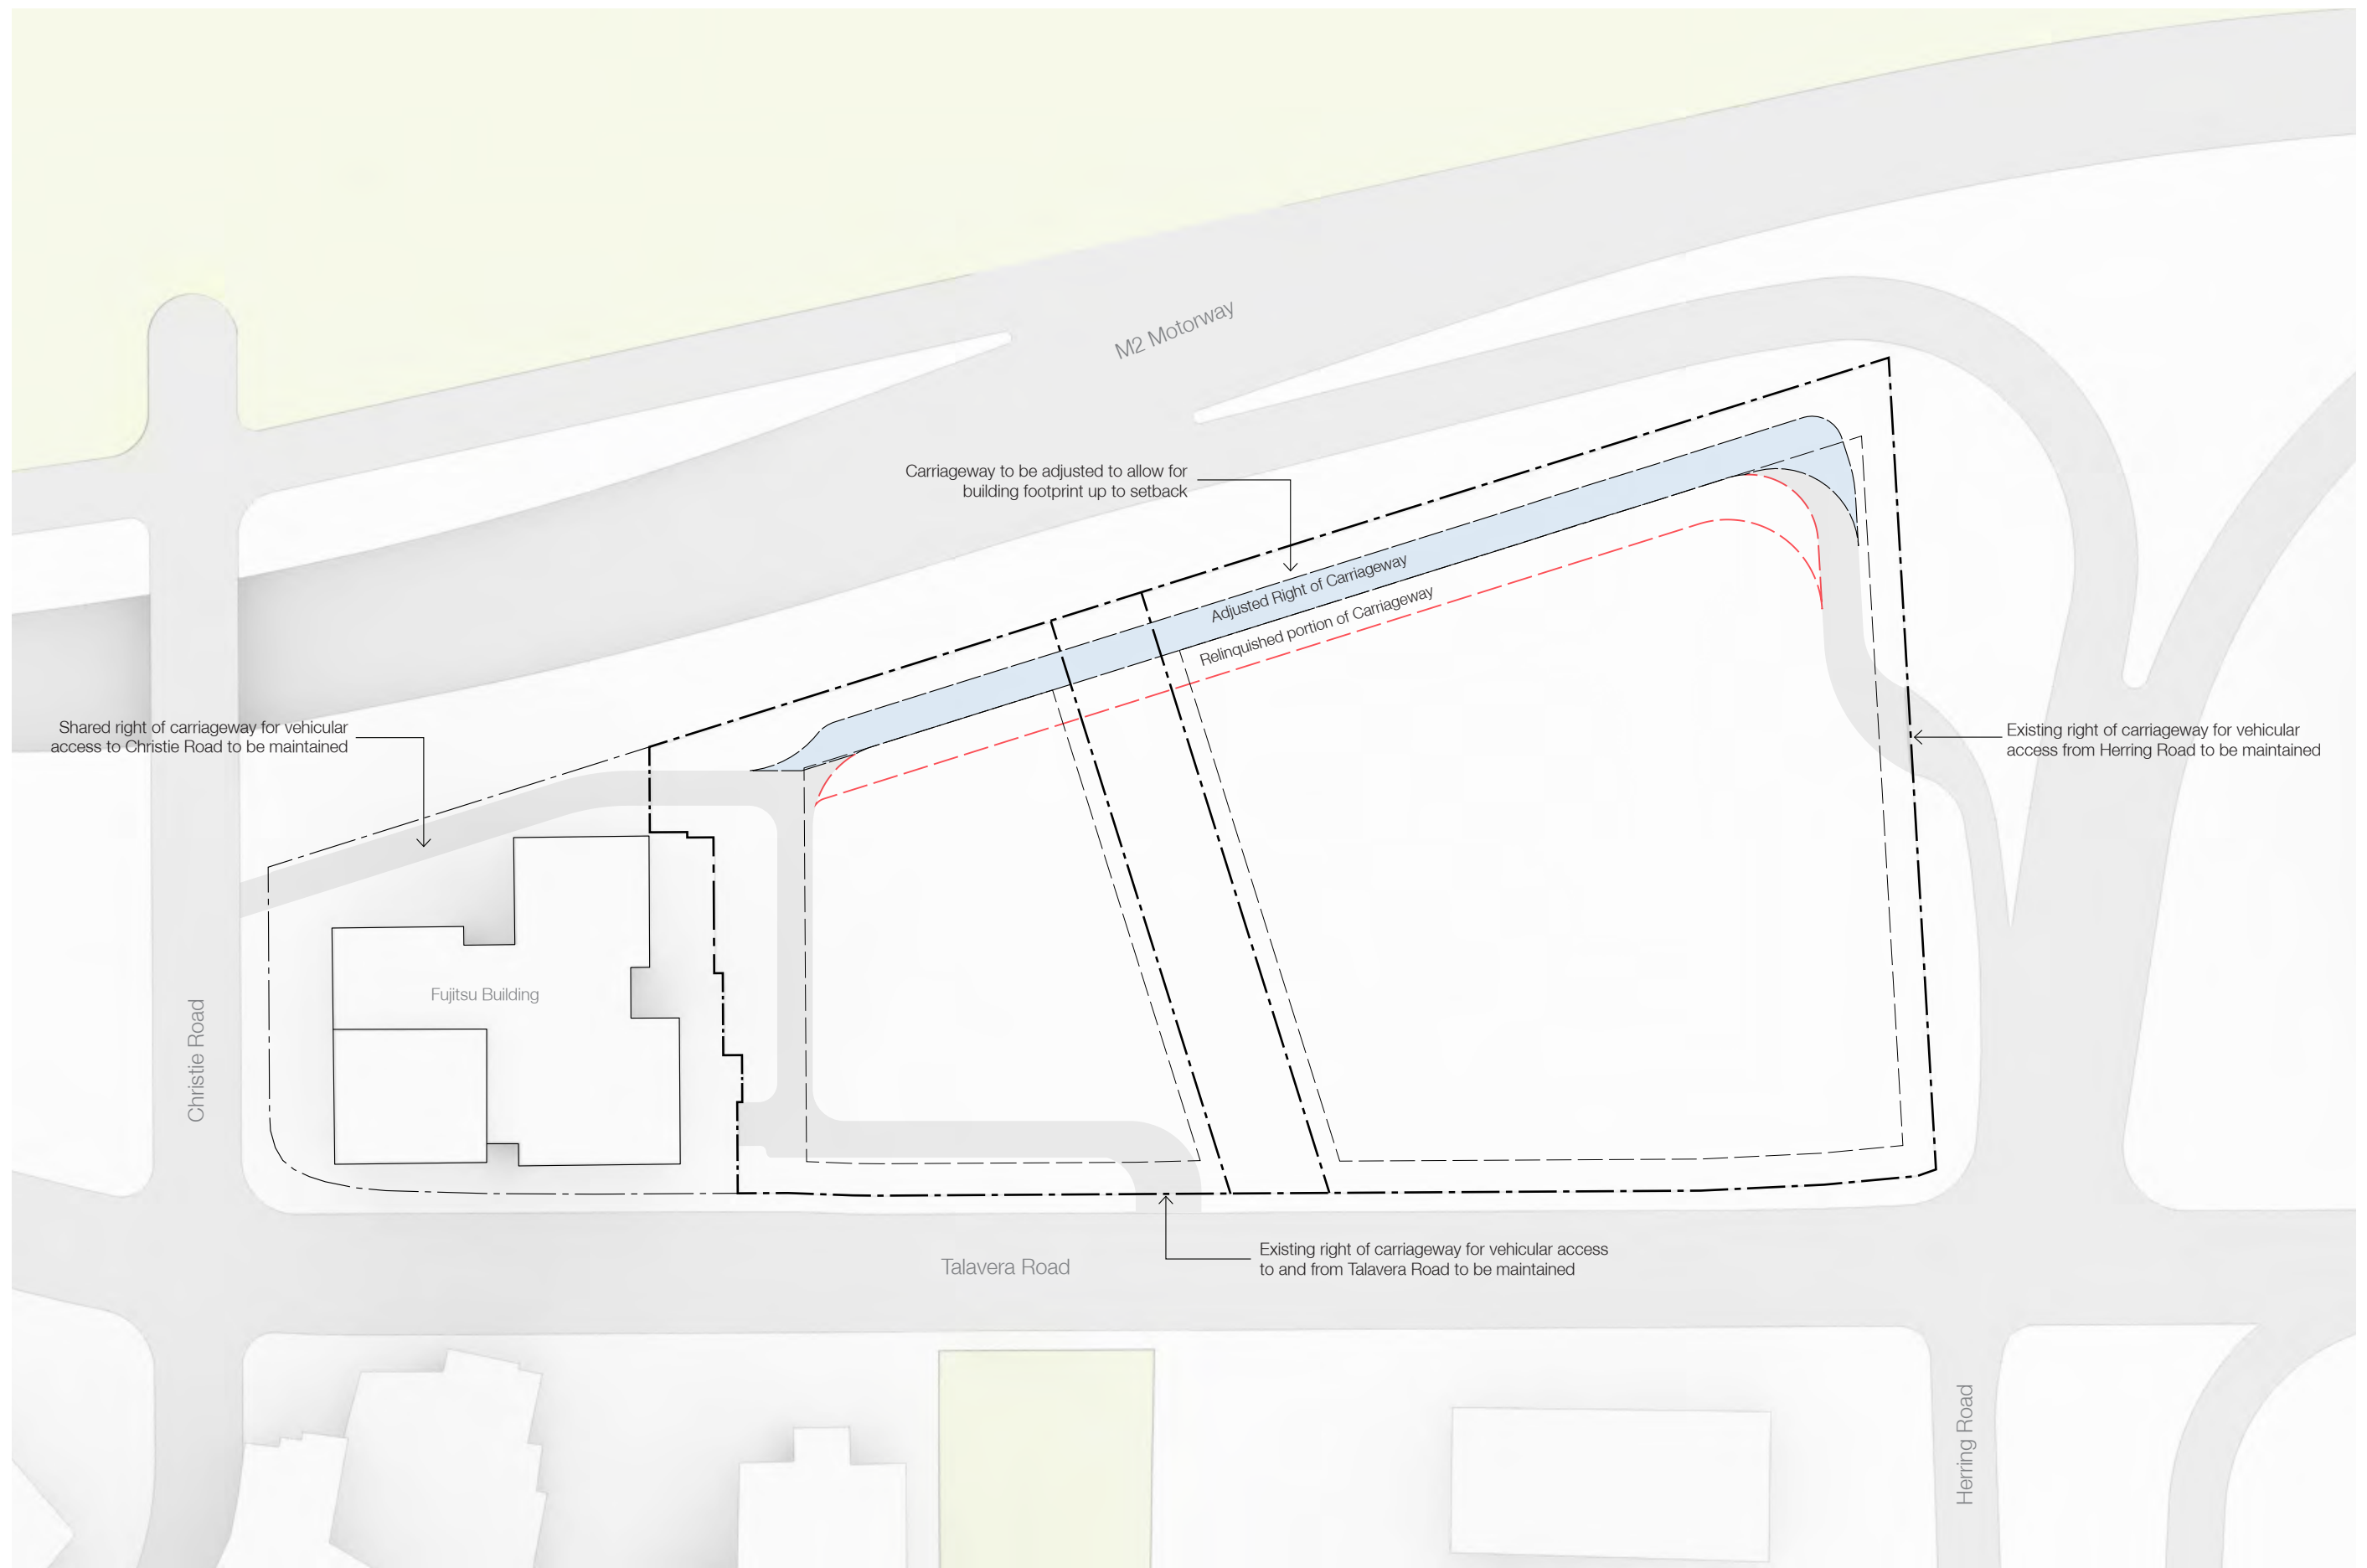 M2 Motorway
Carriageway to be adjusted to allow for
building footprint up to setback
Adjusted Right of Carriageway
Relinquished portion of Carriageway
Shared right of carriageway for vehicular
access to Christie Road to be maintained
Existing right of carriageway for vehicular
access from Herring Road to be maintained
Fujitsu Building
Christie Road
Talavera Road
Existing right of carriageway for vehicular access
to and from Talavera Road to be maintained
Herring Road